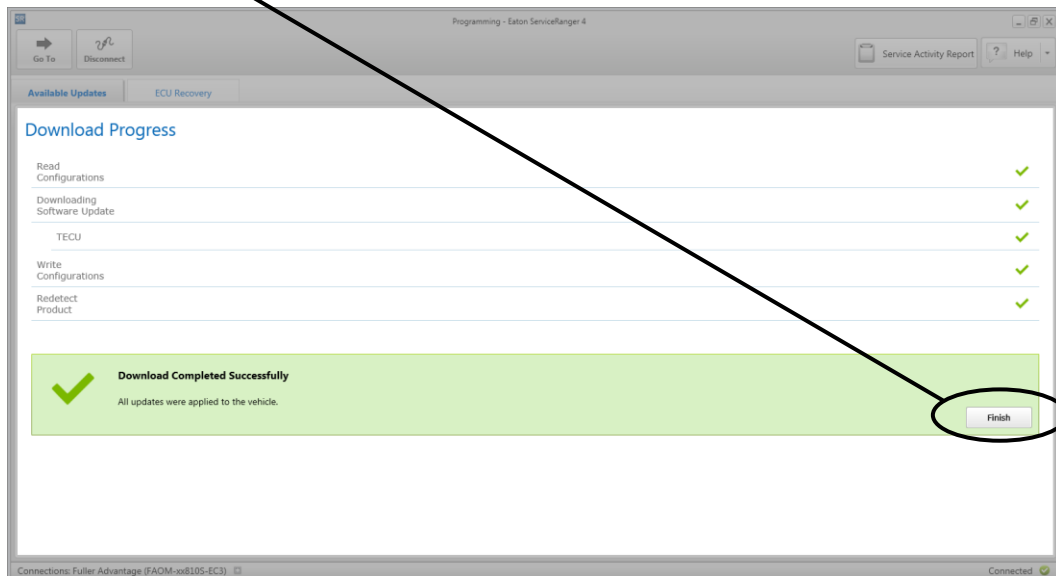 Programming - Eaton ServiceRanger 4
Go To
Disconnect
Service Activity Report
? Help
Available Updates
ECU Recovery
Download Progress
Read
Configurations
Downloading
Software Update
TECU
Write
Configurations
Redetect
Product
Download Completed Successfully
All updates were applied to the vehicle.
Finish
Connections: Fuller Advantage (FAOM-xx810S-EC3)
Connected